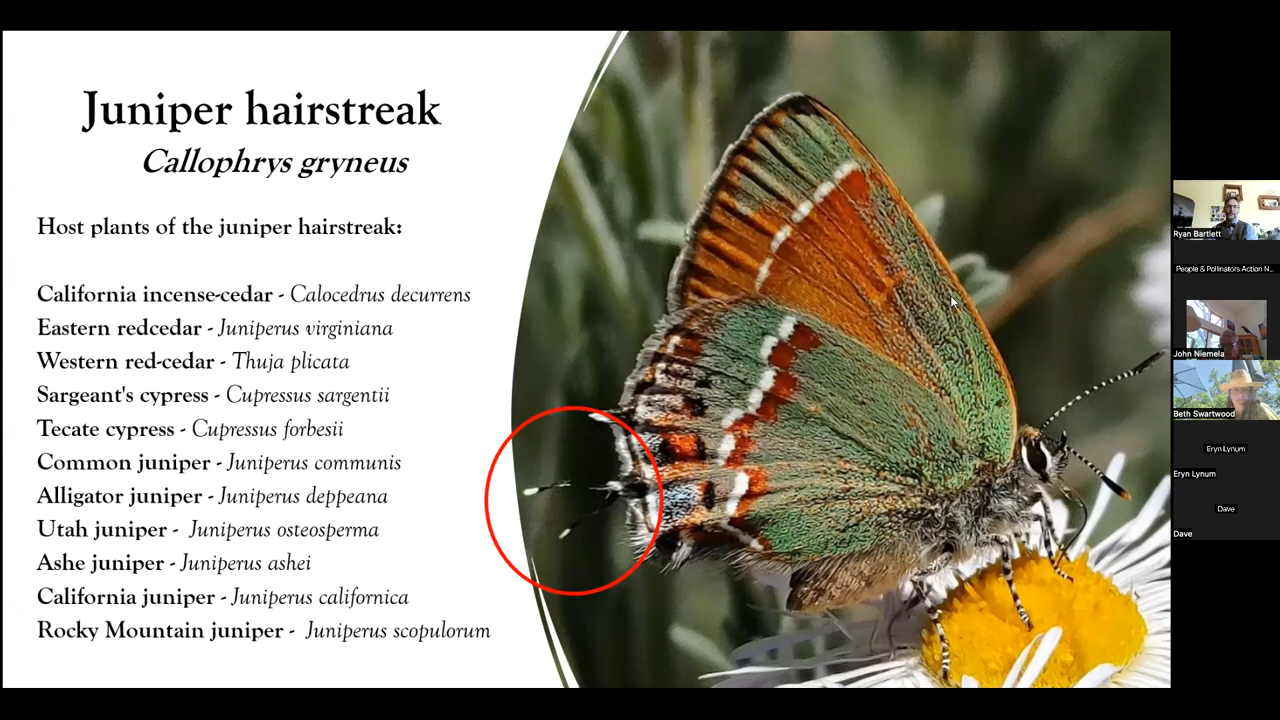 Juniper hairstreak
Callophrys gryneus
Host plants of the juniper hairstreak:
California incense-cedar - Calocedrus decurrens
Eastern redcedar - Juniperus virginiana
Western red-cedar - Thuja plicata
Sargeant's cypress - Cupressus sargentii
Tecate cypress - Cupressus forbesii
Common juniper - Juniperus communis
Alligator juniper - Juniperus deppeana
Utah juniper - Juniperus osteosperma
Ashe juniper - Juniperus ashei
California juniper - Juniperus californica
Rocky Mountain juniper - Juniperus scopulorum
Ryan Bartlett
People & Pollinators Action N...
John Niemela
Beth Swartwood
Eryn Lynum
Eryn Lynum
Dave
Dave